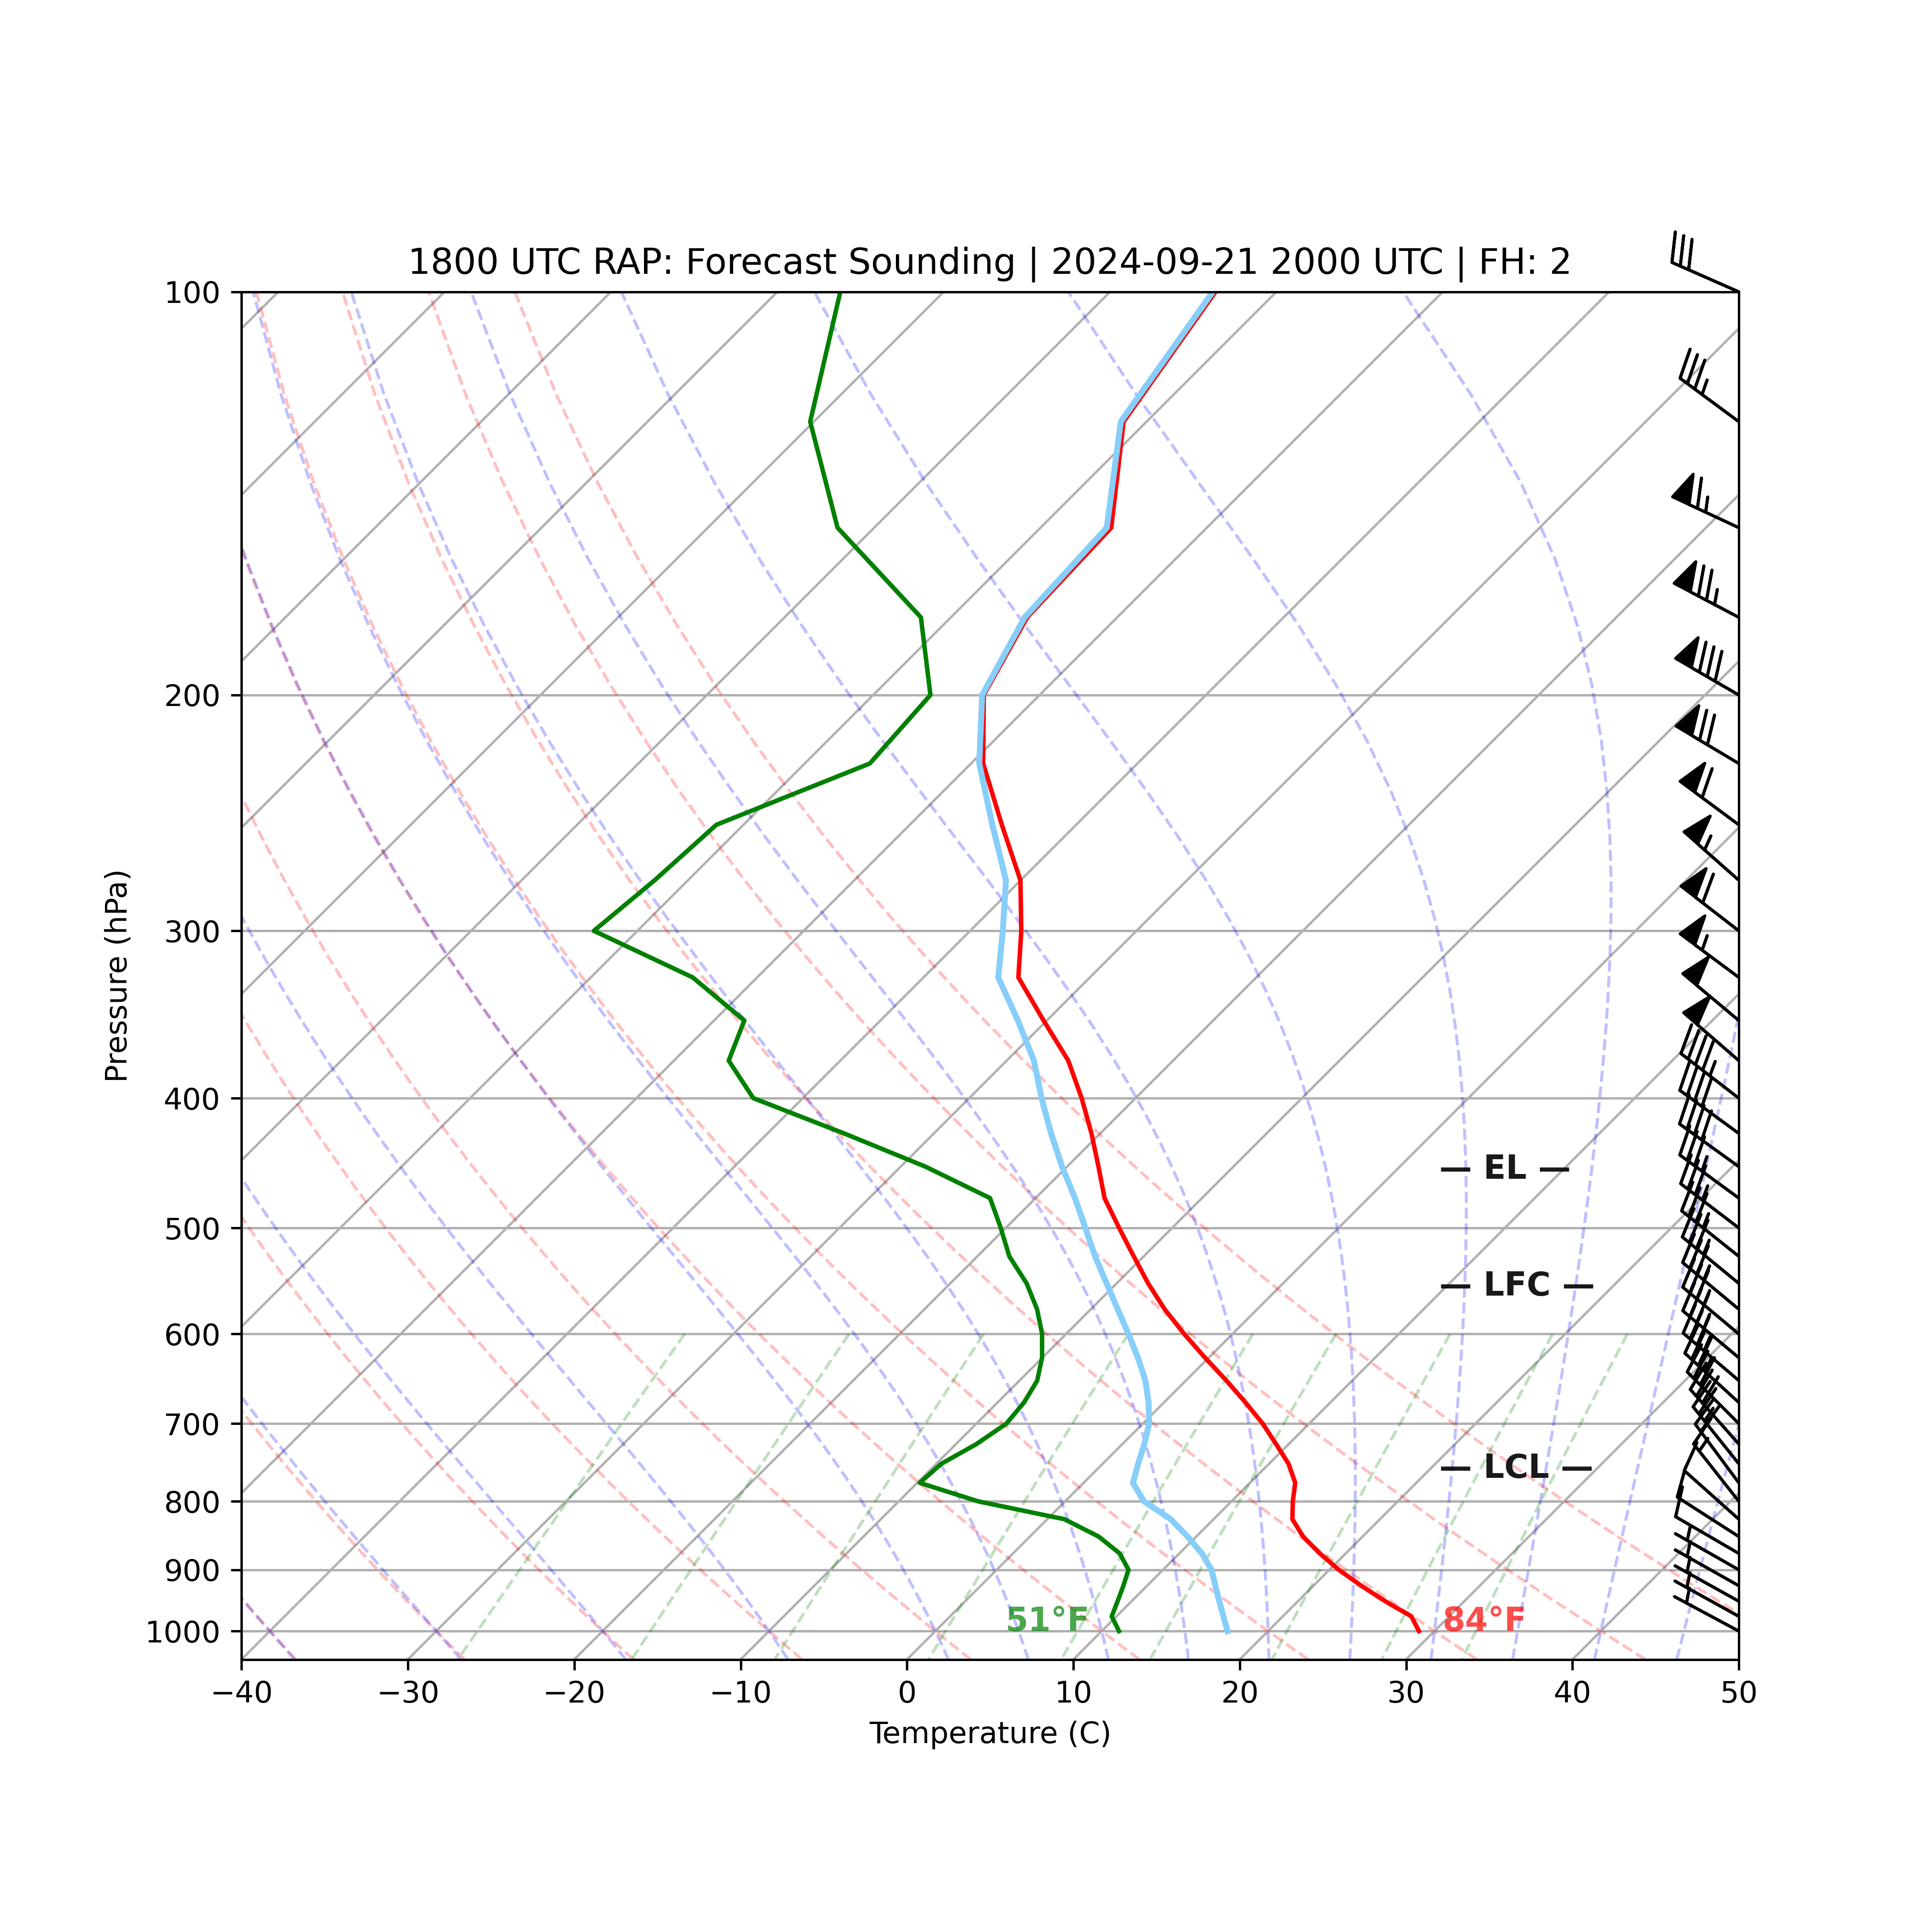 1800 UTC RAP: Forecast Sounding | 2024-09-21 2000 UTC | FH: 2
100
200
300
400
500
600
700
800
900
1000
Pressure (hPa)
— EL —
— LFC —
— LCL —
51°F
84°F
−40 −30 −20 −10 0 10 20 30 40 50
Temperature (C)